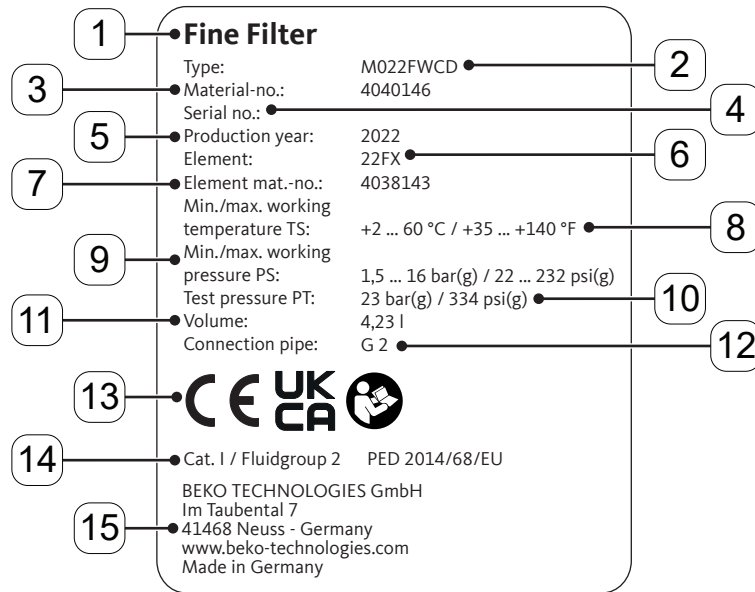 1 Fine Filter
Type: M022FWCD 2
3 Material-no.: 4040146
Serial no.: 4
5 Production year: 2022
Element: 22FX 6
7 Element mat.-no.: 4038143
Min./max. working
temperature TS: +2 ... 60 °C / +35 ... +140 °F 8
9 Min./max. working
pressure PS: 1,5 ... 16 bar(g) / 22 ... 232 psi(g)
Test pressure PT: 23 bar(g) / 334 psi(g) 10
11 Volume: 4,23 l
Connection pipe: G 2 12
13 CE UK
CA
14 Cat. I / Fluidgroup 2 PED 2014/68/EU
BEKO TECHNOLOGIES GmbH
Im Taubental 7
15 41468 Neuss - Germany
www.beko-technologies.com
Made in Germany